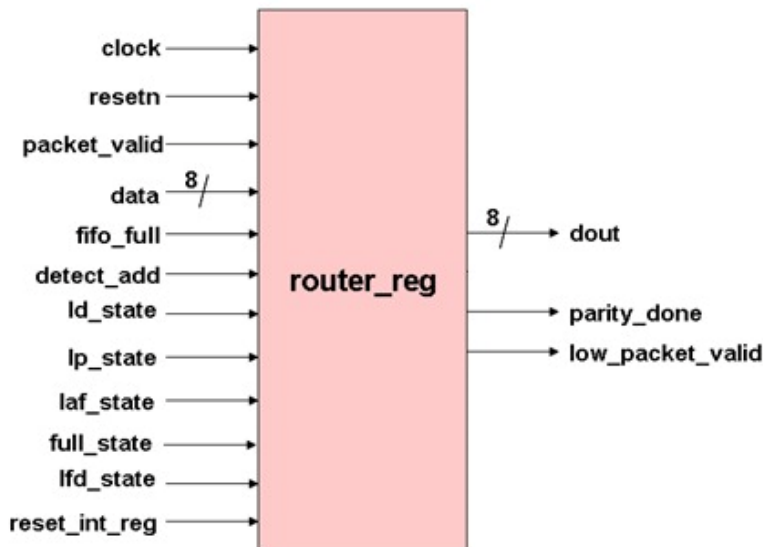 clock
resetn
packet_valid
8
data
fifo_full
detect_add
ld_state
lp_state
laf_state
full_state
lfd_state
reset_int_reg
router_reg
8
dout
parity_done
low_packet_valid